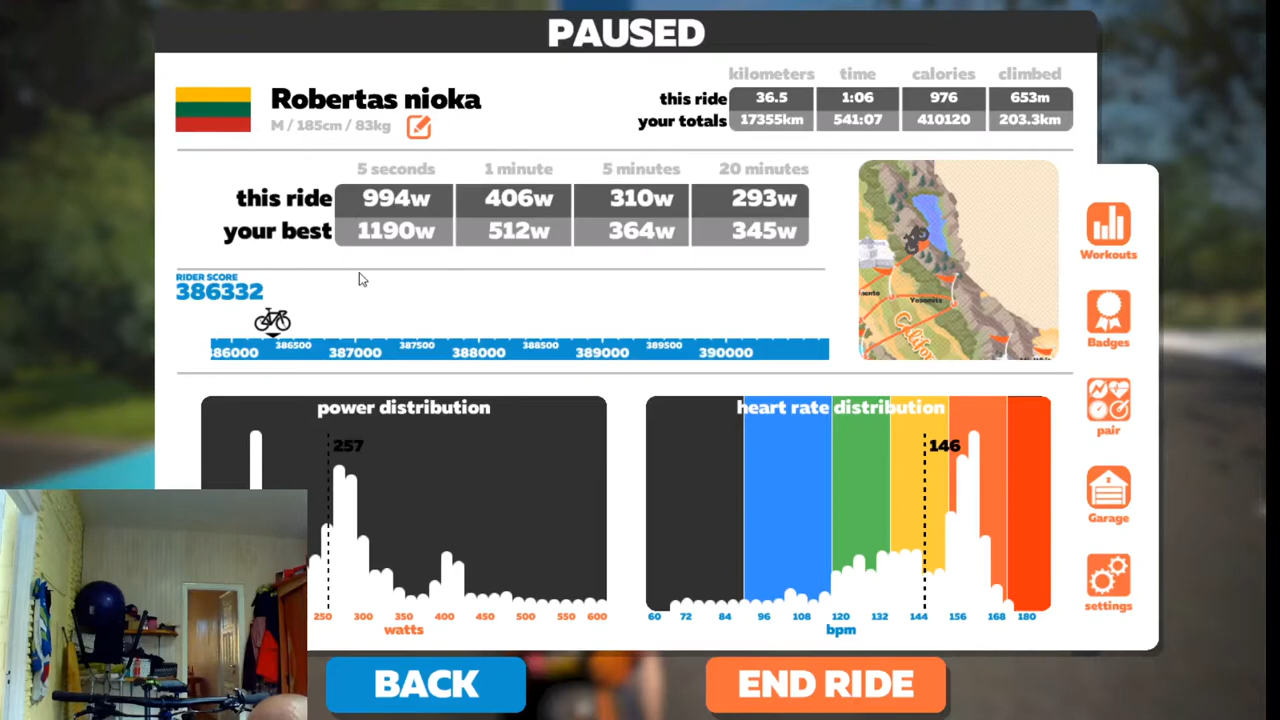 PAUSED
kilometers time calories climbed
Robertas nioka
this ride 36.5 1:06 976 653m
M / 185cm / 83kg
your totals 17355km 541:07 410120 203.3km
5 seconds 1 minute 5 minutes 20 minutes
this ride 994w 406w 310w 293w
your best 1190w 512w 364w 345w
RIDER SCORE
386332
386500 387500 388500 389500
386000 387000 388000 389000 390000
Yosemite
California
Workouts
Badges
pair
Garage
settings
power distribution
257
250 300 350 400 450 500 550 600
watts
heart rate distribution
146
60 72 84 96 108 120 132 144 156 168 180
bpm
BACK
END RIDE